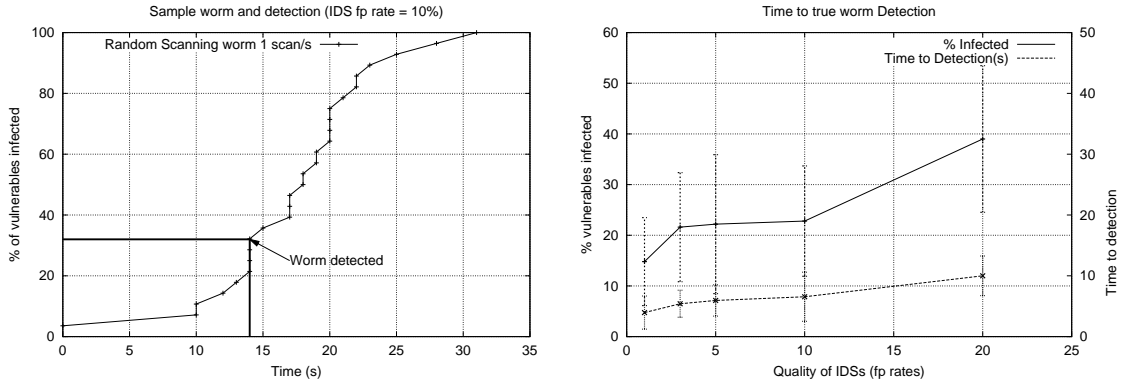 Sample worm and detection (IDS fp rate = 10%)
Random Scanning worm 1 scan/s
Worm detected
% of vulnerables infected
100
80
60
40
20
0
0 5 10 15 20 25 30 35
Time (s)
Time to true worm Detection
% Infected
Time to Detection(s)
% vulnerables infected
60
50
40
30
20
10
0
50
40
30
20
10
0
Time to detection
0 5 10 15 20 25
Quality of IDSs (fp rates)